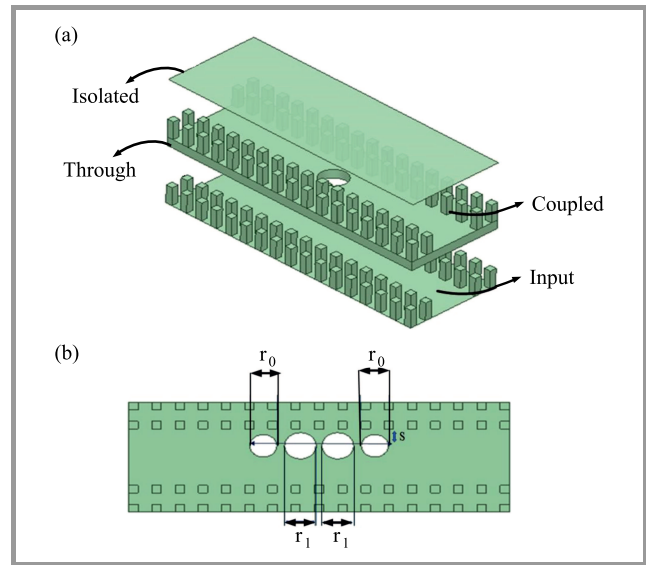 (a)
Isolated
Through
Coupled
Input
(b)
r0 r0
s
r1 r1